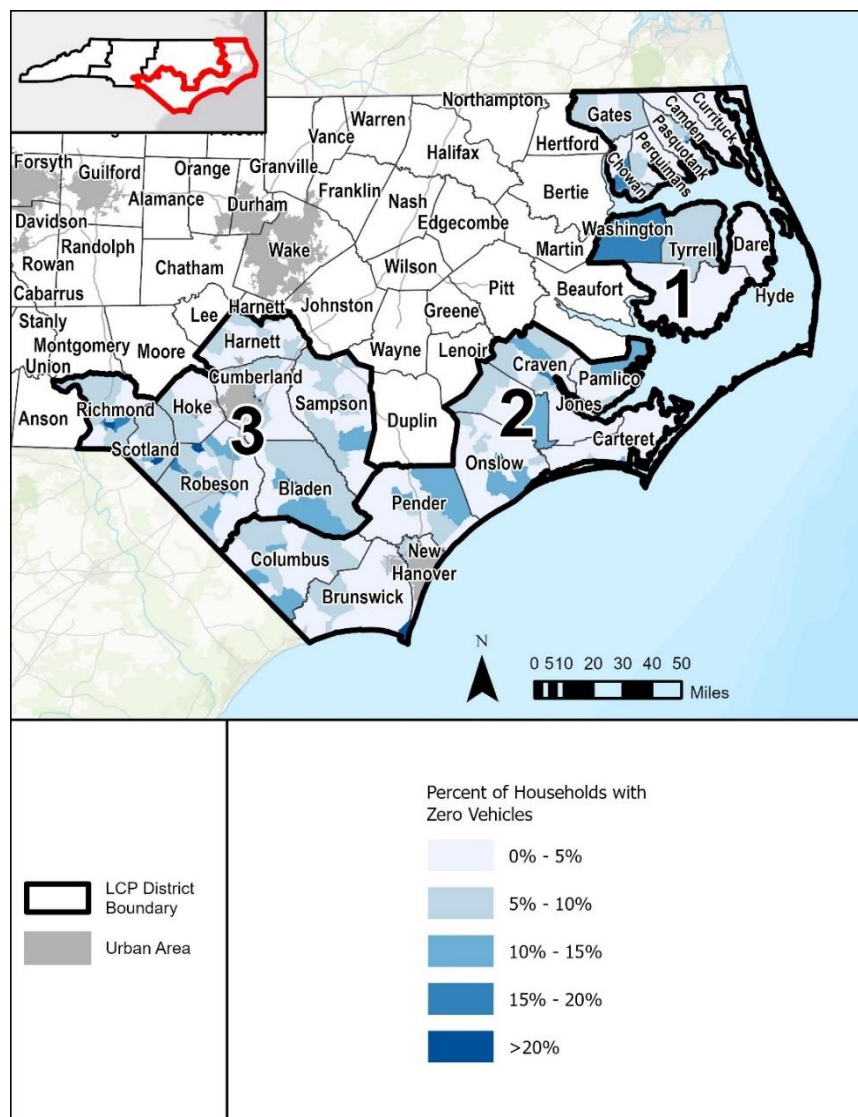 Northampton
Warren
Vance
Gates
Currituck
Camden
Pasquotank
Perquimans
Chowan
Hertford
Halifax
Forsyth
Guilford
Orange
Granville
Alamance
Durham
Franklin
Nash
Bertie
Edgecombe
Davidson
Randolph
Wake
Washington
Tyrrell
Dare
Martin
Rowan
Chatham
Wilson
Cabarrus
Pitt
Beaufort
1
Hyde
Stanly
Lee
Harnett
Johnston
Greene
Montgomery
Union
Moore
Harnett
Wayne
Lenoir
Craven
Pamlico
Cumberland
Anson
Richmond
Hoke
3
Sampson
Duplin
2
Jones
Scotland
Carteret
Robeson
Bladen
Onslow
Pender
Columbus
New
Hanover
Brunswick
N
0 5 10 20 30 40 50
Miles
Percent of Households with
Zero Vehicles
0% - 5%
LCP District
Boundary
5% - 10%
Urban Area
10% - 15%
15% - 20%
>20%